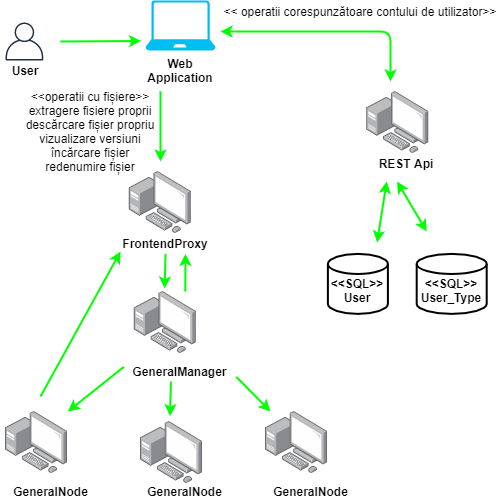 << operatii corespunzătoare contului de utilizator>>
User
Web
Application
<<operatii cu fișiere>>
extragere fisiere proprii
descărcare fișier propriu
vizualizare versiuni
încărcare fișier
redenumire fișier
REST Api
FrontendProxy
<<SQL>>
User
<<SQL>>
User_Type
GeneralManager
GeneralNode
GeneralNode
GeneralNode